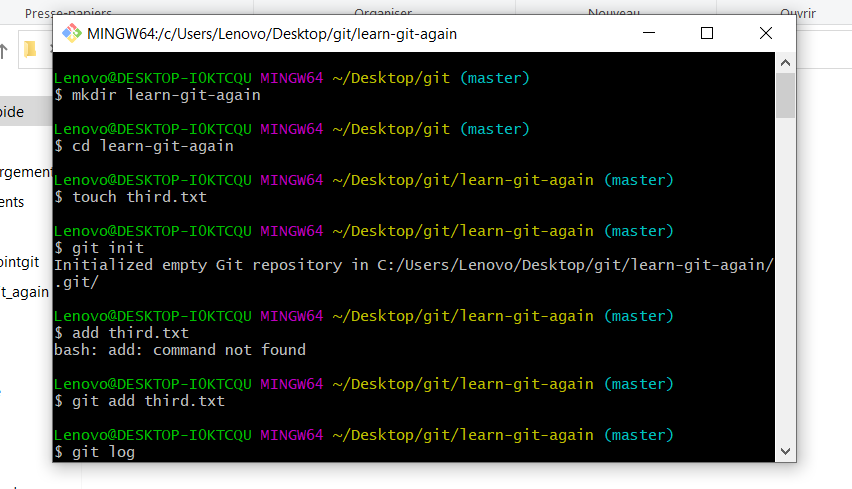 Presse-papiers Organiser Nouveau Ouvrir
MINGW64:/c/Users/Lenovo/Desktop/git/learn-git-again
Lenovo@DESKTOP-I0KTCQU MINGW64 ~/Desktop/git (master)
$ mkdir learn-git-again
Lenovo@DESKTOP-I0KTCQU MINGW64 ~/Desktop/git (master)
$ cd learn-git-again
Lenovo@DESKTOP-I0KTCQU MINGW64 ~/Desktop/git/learn-git-again (master)
$ touch third.txt
Lenovo@DESKTOP-I0KTCQU MINGW64 ~/Desktop/git/learn-git-again (master)
$ git init
Initialized empty Git repository in C:/Users/Lenovo/Desktop/git/learn-git-again/
.git/
Lenovo@DESKTOP-I0KTCQU MINGW64 ~/Desktop/git/learn-git-again (master)
$ add third.txt
bash: add: command not found
Lenovo@DESKTOP-I0KTCQU MINGW64 ~/Desktop/git/learn-git-again (master)
$ git add third.txt
Lenovo@DESKTOP-I0KTCQU MINGW64 ~/Desktop/git/learn-git-again (master)
$ git log
pide
rgement
ents
ointgit
t_again